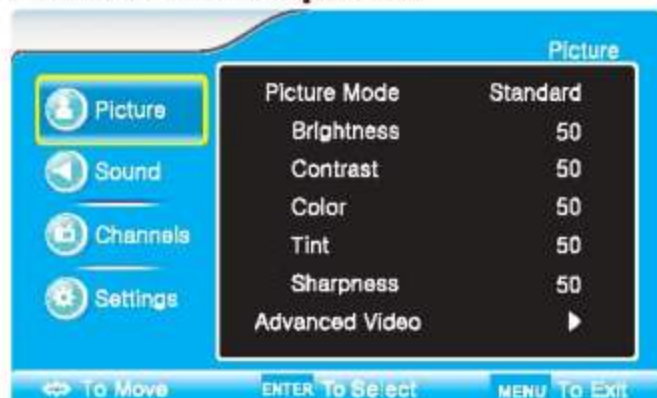 Picture
Picture
Sound
Channels
Settings
Picture Mode Standard
Brightness 50
Contrast 50
Color 50
Tint 50
Sharpness 50
Advanced Video
To Move ENTER To Select MENU To Exit